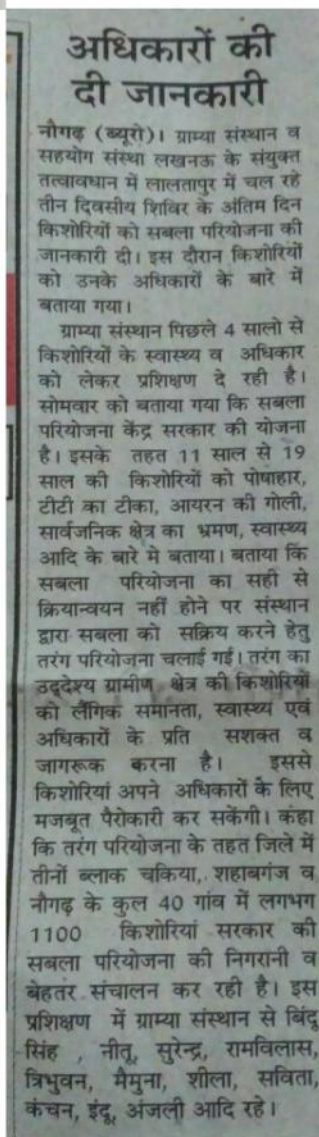 अधिकारों की
दी जानकारी
नौगढ़ (ब्यूरो)। ग्राम्या संस्थान व
सहयोग संस्था लखनऊ के संयुक्त
तत्वावधान में लालतापुर में चल रहे
तीन दिवसीय शिविर के अंतिम दिन
किशोरियों को सबला परियोजना की
जानकारी दी। इस दौरान किशोरियों
को उनके अधिकारों के बारे में
बताया गया।
ग्राम्या संस्थान पिछले 4 सालो से
किशोरियों के स्वास्थ्य व अधिकार
को लेकर प्रशिक्षण दे रही है।
सोमवार को बताया गया कि सबला
परियोजना केंद्र सरकार की योजना
है। इसके तहत 11 साल से 19
साल की किशोरियों को पोषाहार,
टीटी का टीका, आयरन की गोली,
सार्वजनिक क्षेत्र का भ्रमण, स्वास्थ्य
आदि के बारे मे बताया। बताया कि
सबला परियोजना का सही से
क्रियान्वयन नहीं होने पर संस्थान
द्वारा सबला को सक्रिय करने हेतु
तरंग परियोजना चलाई गई। तरंग का
उद्देश्य ग्रामीण क्षेत्र की किशोरियों
को लैंगिक समानता, स्वास्थ्य एवं
अधिकारों के प्रति सशक्त व
जागरूक करना है। इससे
किशोरियां अपने अधिकारों के लिए
मजबूत पैरोकारी कर सकेंगी। कहा
कि तरंग परियोजना के तहत जिले में
तीनों ब्लाक चकिया, शहाबगंज व
नौगढ़ के कुल 40 गांव में लगभग
1100 किशोरियां सरकार की
सबला परियोजना की निगरानी व
बेहतर संचालन कर रही है। इस
प्रशिक्षण में ग्राम्या संस्थान से बिंदू
सिंह , नीतू, सुरेन्द्र, रामविलास,
त्रिभुवन, मैमुना, शीला, सविता,
कंचन, इंदू, अंजली आदि रहे।